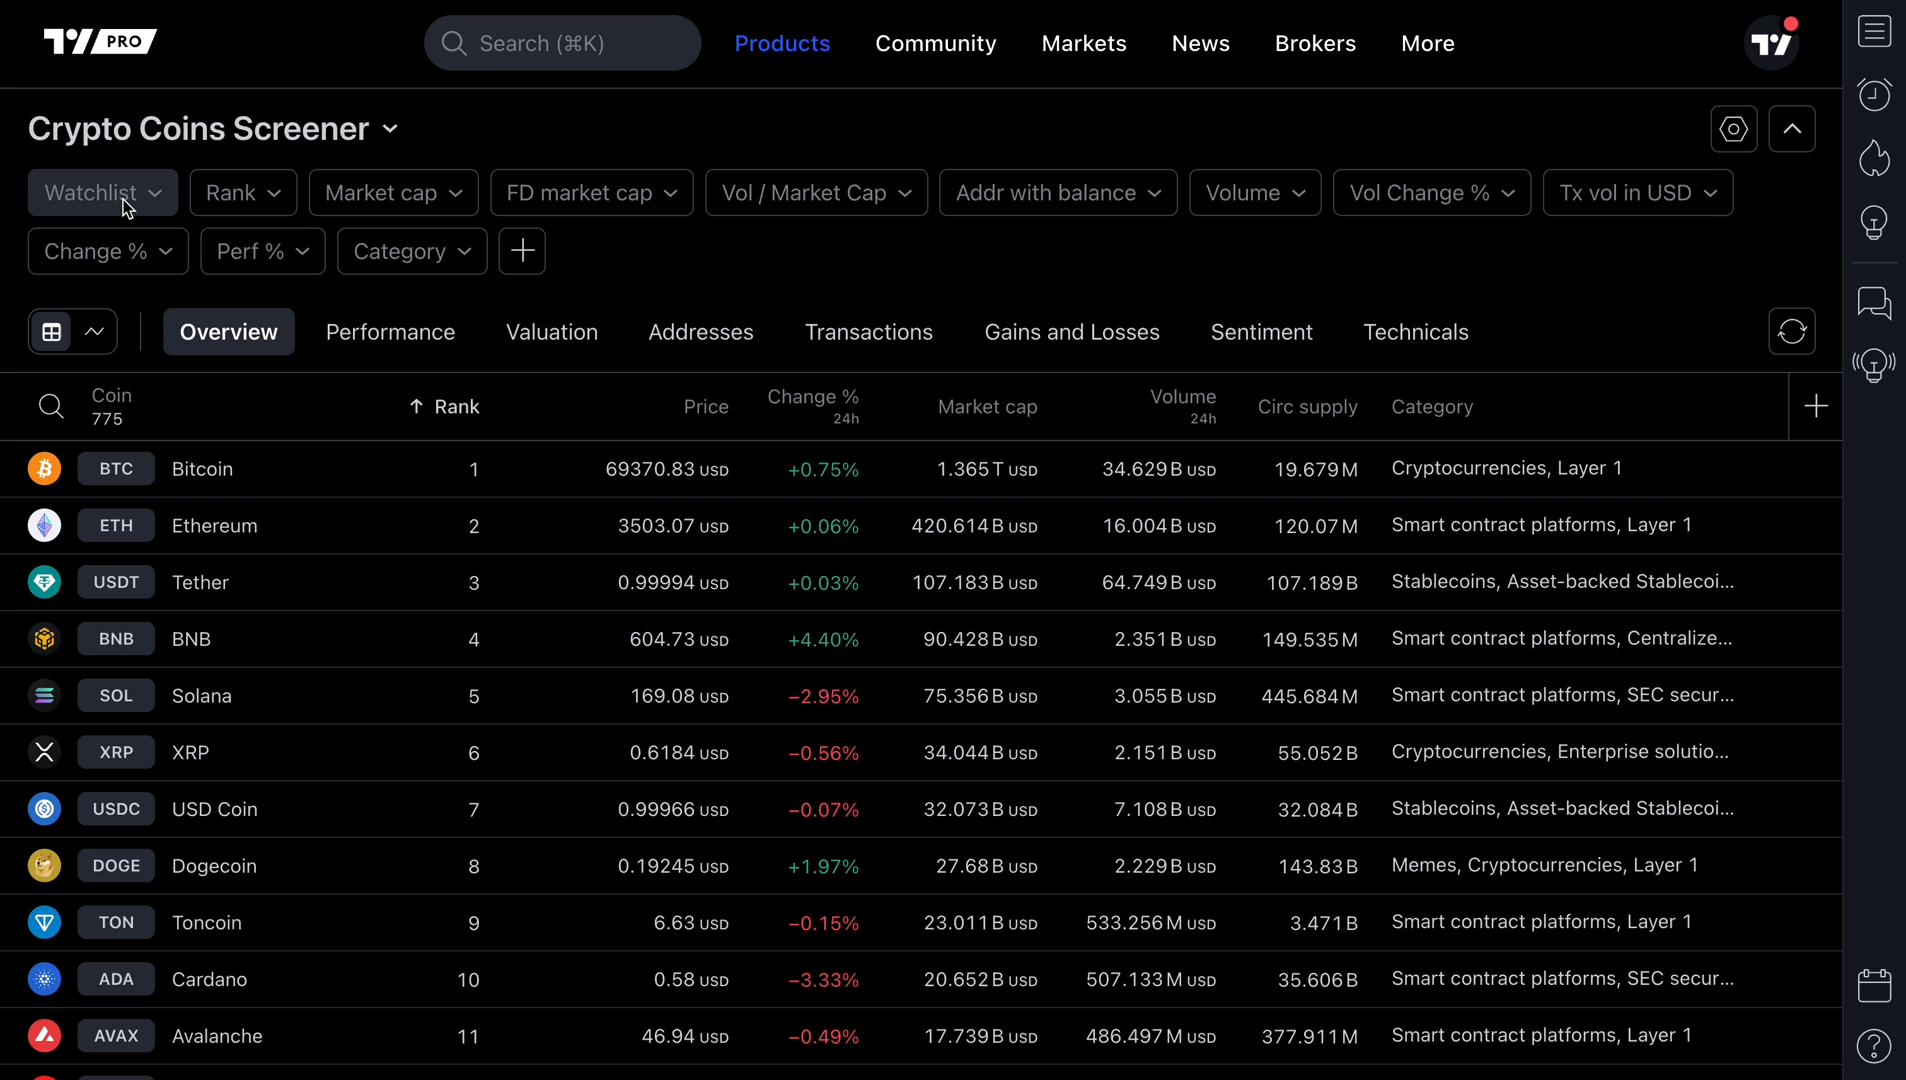 PRO
Search (⌘K)
Products
Community
Markets
News
Brokers
More
Crypto Coins Screener
Watchlist
Rank
Market cap
FD market cap
Vol / Market Cap
Addr with balance
Volume
Vol Change %
Tx vol in USD
Change %
Perf %
Category
Overview
Performance
Valuation
Addresses
Transactions
Gains and Losses
Sentiment
Technicals
Coin
775
Rank
Price
Change %
24h
Market cap
Volume
24h
Circ supply
Category
BTC Bitcoin 1 69370.83 USD +0.75% 1.365 T USD 34.629 B USD 19.679 M Cryptocurrencies, Layer 1
ETH Ethereum 2 3503.07 USD +0.06% 420.614 B USD 16.004 B USD 120.07 M Smart contract platforms, Layer 1
USDT Tether 3 0.99994 USD +0.03% 107.183 B USD 64.749 B USD 107.189 B Stablecoins, Asset-backed Stablecoi...
BNB BNB 4 604.73 USD +4.40% 90.428 B USD 2.351 B USD 149.535 M Smart contract platforms, Centralize...
SOL Solana 5 169.08 USD −2.95% 75.356 B USD 3.055 B USD 445.684 M Smart contract platforms, SEC secur...
XRP XRP 6 0.6184 USD −0.56% 34.044 B USD 2.151 B USD 55.052 B Cryptocurrencies, Enterprise solutio...
USDC USD Coin 7 0.99966 USD −0.07% 32.073 B USD 7.108 B USD 32.084 B Stablecoins, Asset-backed Stablecoi...
DOGE Dogecoin 8 0.19245 USD +1.97% 27.68 B USD 2.229 B USD 143.83 B Memes, Cryptocurrencies, Layer 1
TON Toncoin 9 6.63 USD −0.15% 23.011 B USD 533.256 M USD 3.471 B Smart contract platforms, Layer 1
ADA Cardano 10 0.58 USD −3.33% 20.652 B USD 507.133 M USD 35.606 B Smart contract platforms, SEC secur...
AVAX Avalanche 11 46.94 USD −0.49% 17.739 B USD 486.497 M USD 377.911 M Smart contract platforms, Layer 1